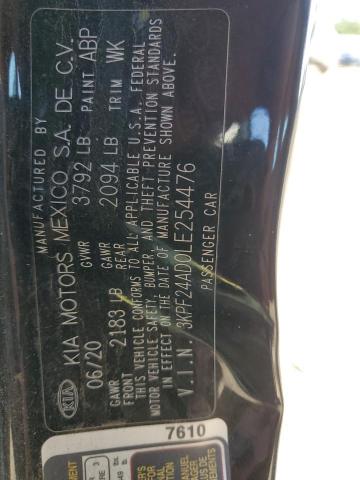 MANUFACTURED BY
KIA KIA MOTORS MEXICO S.A. DE C.V.
06/20 GVWR 3792 LB PAINT ABP
GAWR FRONT 2183 LB GAWR REAR 2094 LB TRIM WK
THIS VEHICLE CONFORMS TO ALL APPLICABLE U.S.A. FEDERAL
MOTOR VEHICLE SAFETY, BUMPER, AND THEFT PREVENTION STANDARDS
IN EFFECT ON THE DATE OF MANUFACTURE SHOWN ABOVE.
V.I.N. 3KPF24AD0LE254476
PASSENGER CAR
7610